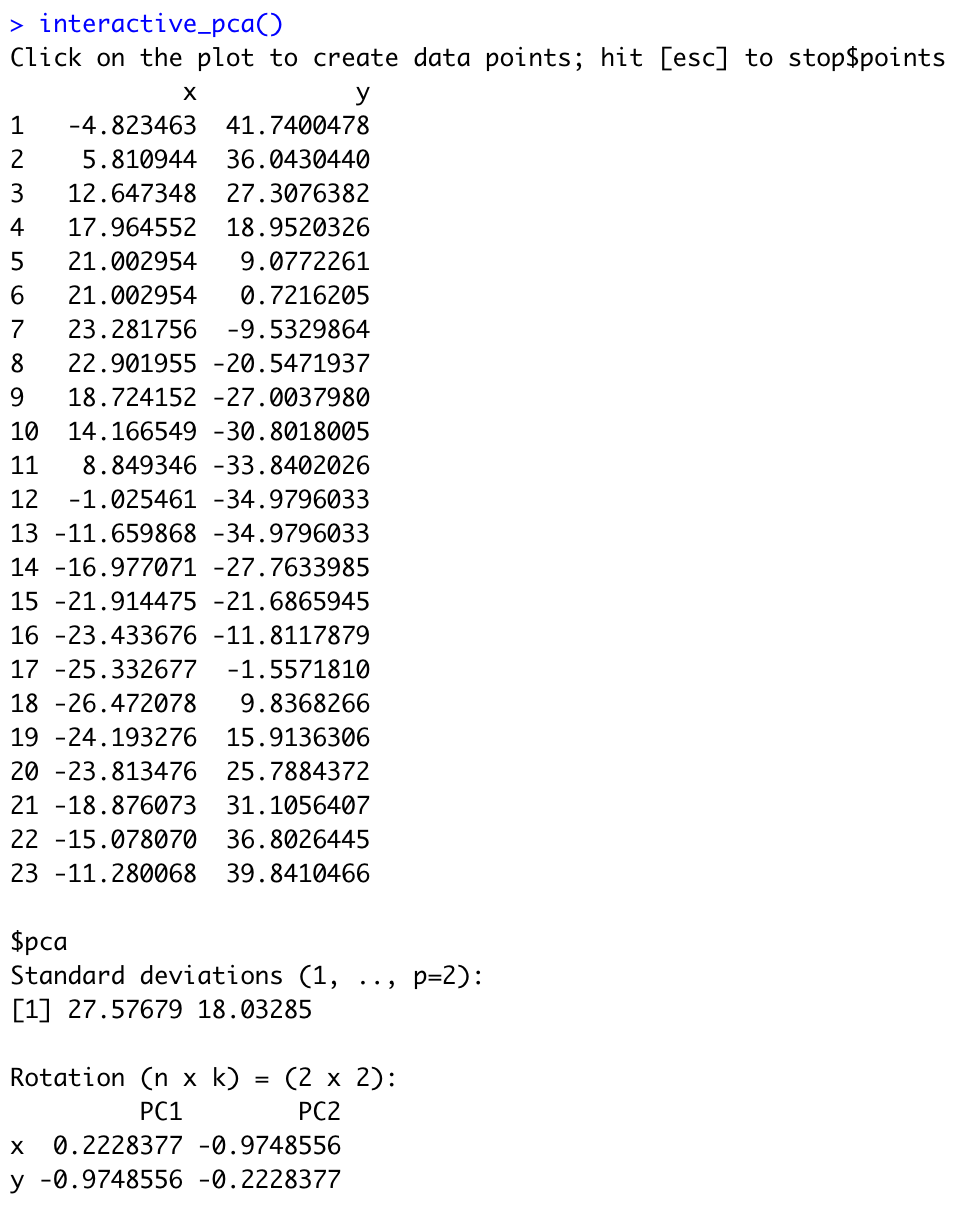 > interactive_pca()
Click on the plot to create data points; hit [esc] to stop$points
            x           y
1   -4.823463  41.7400478
2    5.810944  36.0430440
3   12.647348  27.3076382
4   17.964552  18.9520326
5   21.002954   9.0772261
6   21.002954   0.7216205
7   23.281756  -9.5329864
8   22.901955 -20.5471937
9   18.724152 -27.0037980
10  14.166549 -30.8018005
11   8.849346 -33.8402026
12  -1.025461 -34.9796033
13 -11.659868 -34.9796033
14 -16.977071 -27.7633985
15 -21.914475 -21.6865945
16 -23.433676 -11.8117879
17 -25.332677  -1.5571810
18 -26.472078   9.8368266
19 -24.193276  15.9136306
20 -23.813476  25.7884372
21 -18.876073  31.1056407
22 -15.078070  36.8026445
23 -11.280068  39.8410466

$pca
Standard deviations (1, .., p=2):
[1] 27.57679 18.03285

Rotation (n x k) = (2 x 2):
         PC1        PC2
x  0.2228377 -0.9748556
y -0.9748556 -0.2228377